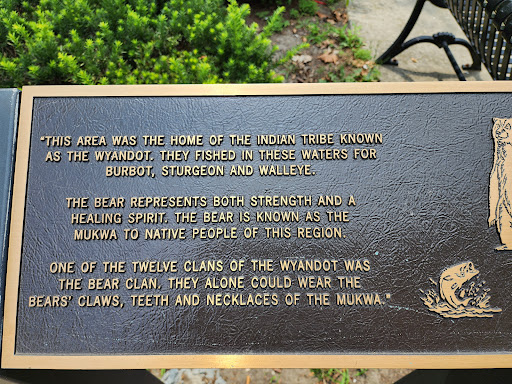 "THIS AREA WAS THE HOME OF THE INDIAN TRIBE KNOWN
AS THE WYANDOT. THEY FISHED IN THESE WATERS FOR
BURBOT, STURGEON AND WALLEYE.
THE BEAR REPRESENTS BOTH STRENGTH AND A
HEALING SPIRIT. THE BEAR IS KNOWN AS THE
MUKWA TO NATIVE PEOPLE OF THIS REGION.
ONE OF THE TWELVE CLANS OF THE WYANDOT WAS
THE BEAR CLAN. THEY ALONE COULD WEAR THE
BEARS' CLAWS, TEETH AND NECKLACES OF THE MUKWA."